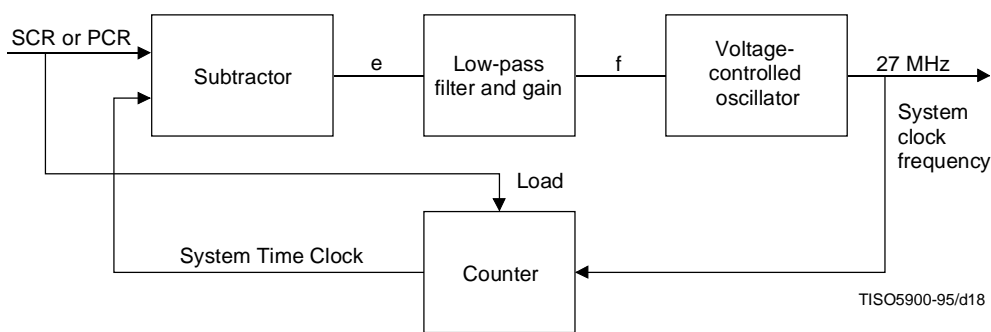 SCR or PCR
Subtractor
e
Low-pass
filter and gain
f
Voltage-
controlled
oscillator
27 MHz
System
clock
frequency
Load
System Time Clock
Counter
TISO5900-95/d18